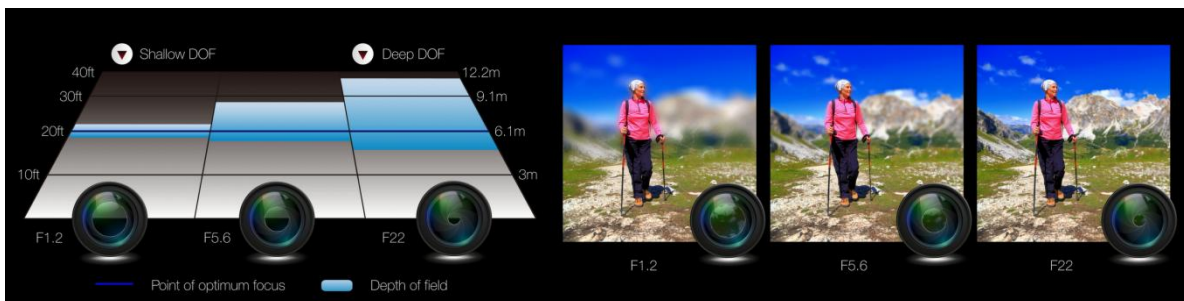 Shallow DOF
Deep DOF
40ft
12.2m
30ft
9.1m
20ft
6.1m
10ft
3m
F1.2
F5.6
F22
F1.2
F5.6
F22
Point of optimum focus
Depth of field